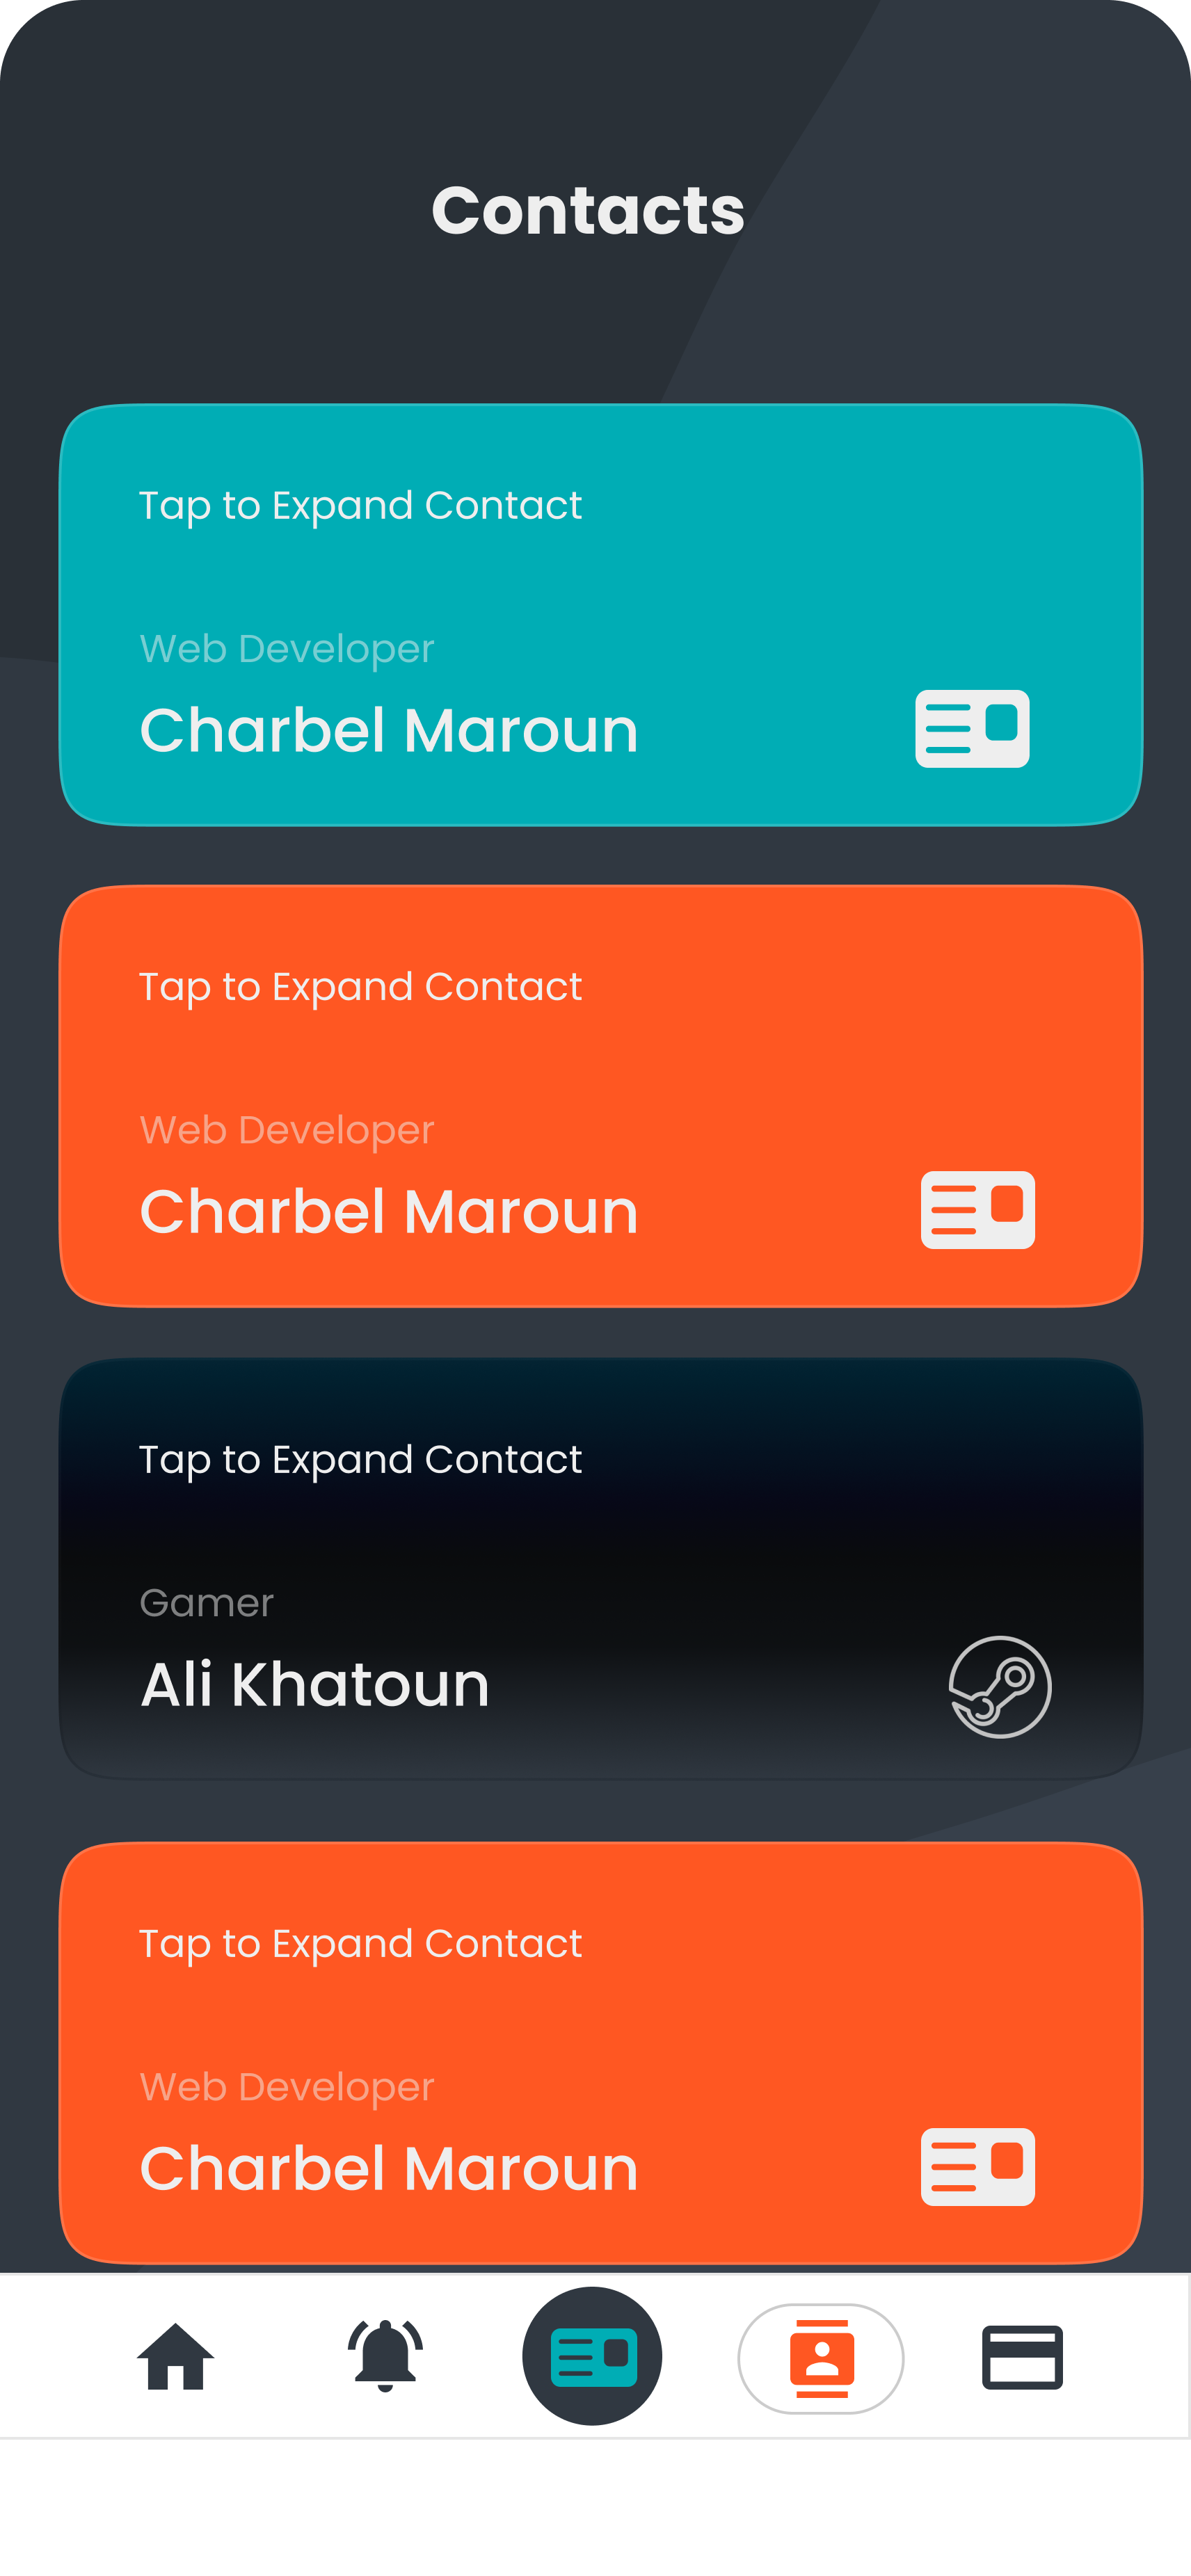 Contacts
Tap to Expand Contact
Web Developer
Charbel Maroun
Tap to Expand Contact
Web Developer
Charbel Maroun
Tap to Expand Contact
Gamer
Ali Khatoun
Tap to Expand Contact
Web Developer
Charbel Maroun